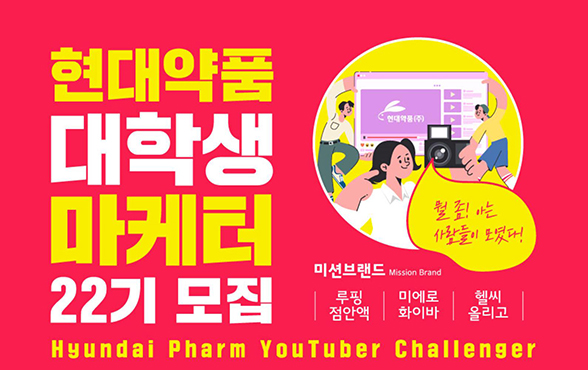 현대약품
대학생
마케터
22기 모집
현대약품(주)
뭘 좀! 아는
사람들이 모였다!
미션브랜드 Mission Brand
루핑
점안액
미에로
화이바
헬씨
올리고
Hyundai Pharm YouTuber Challenger